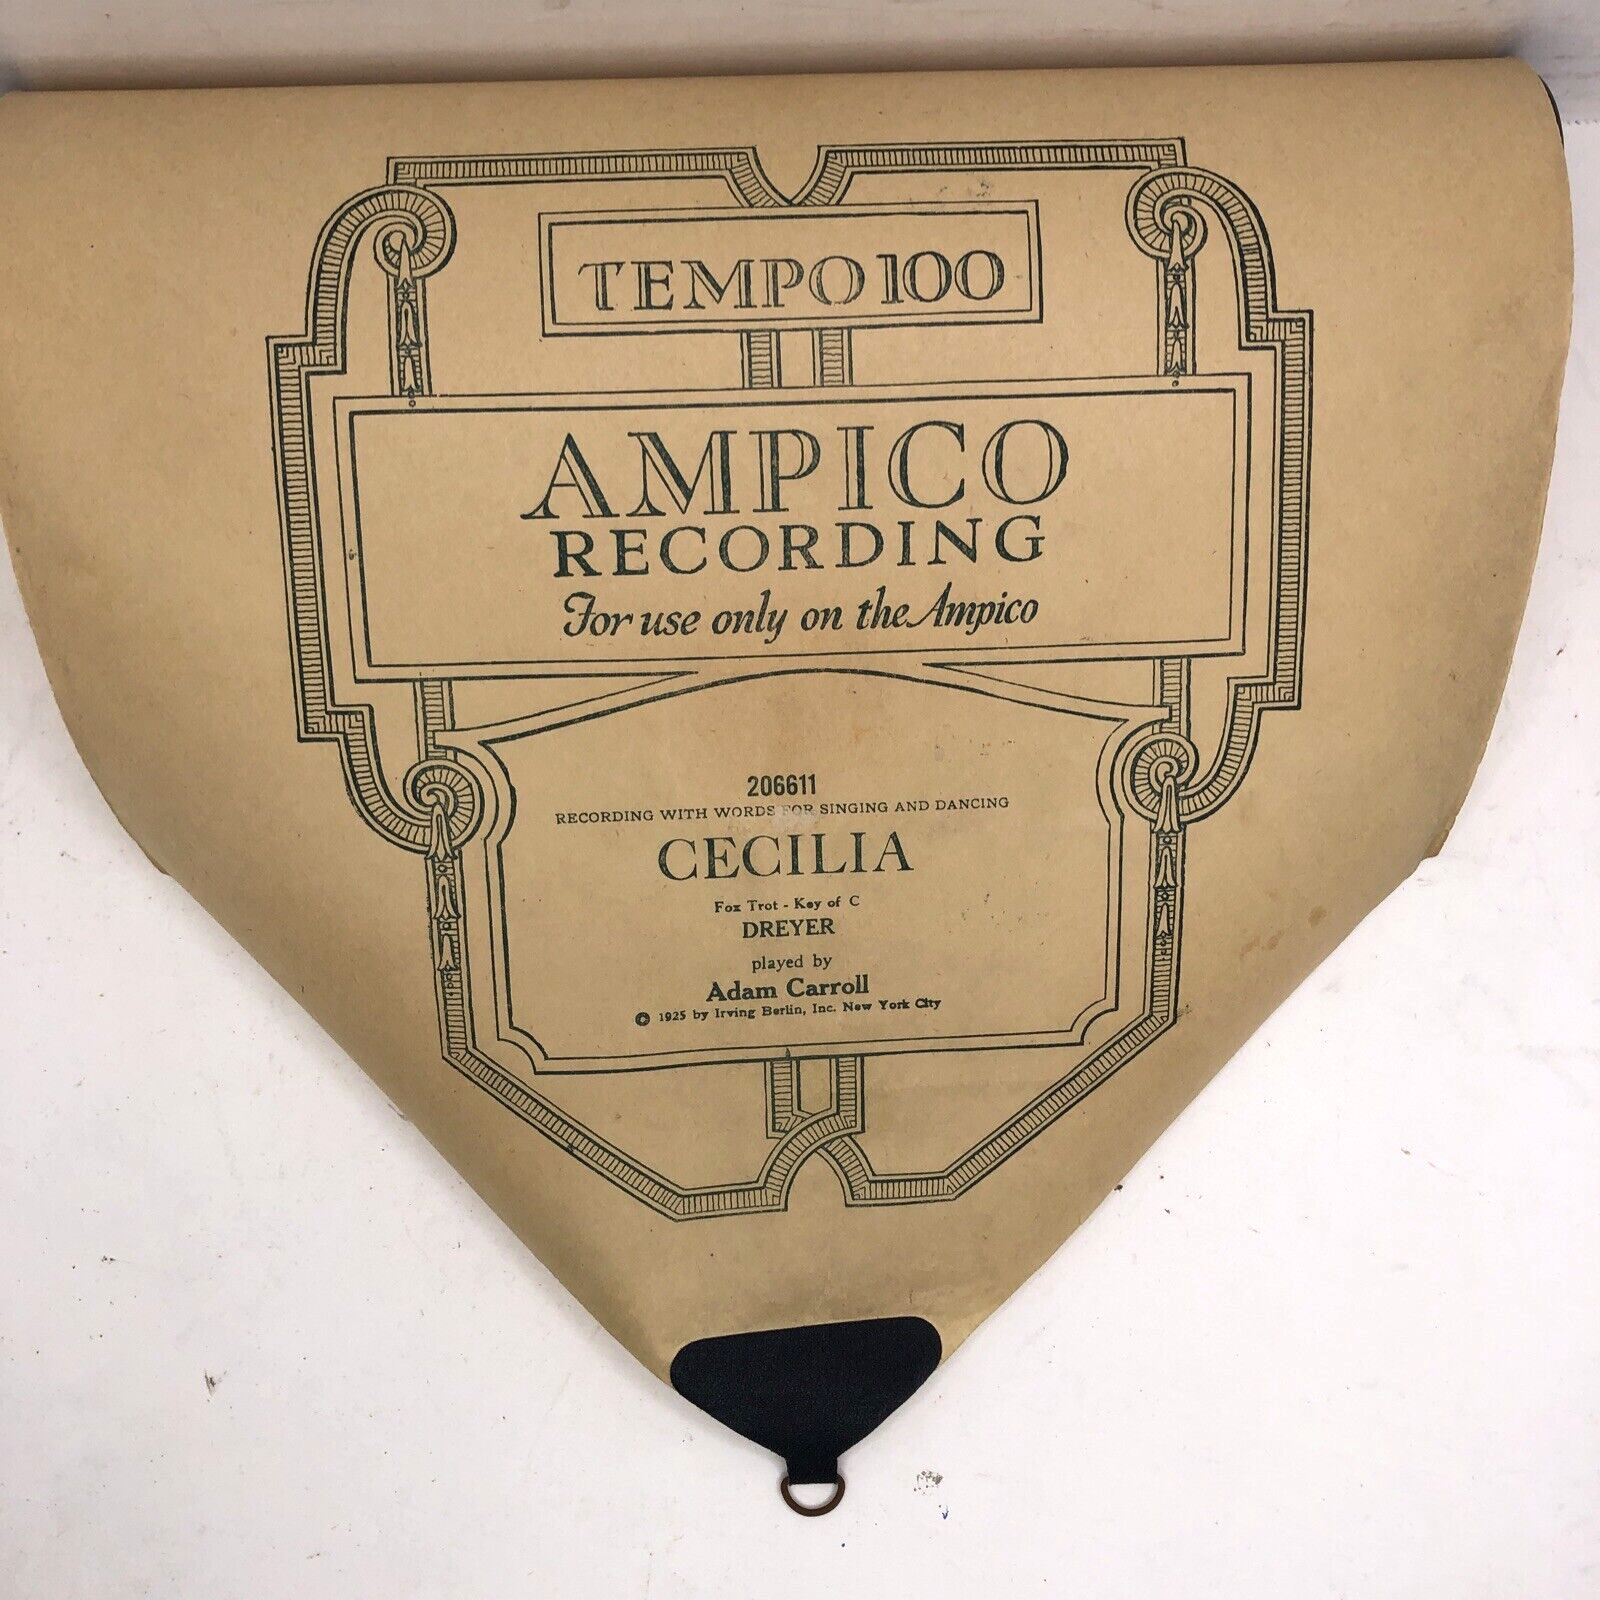 TEMPO 100
AMPICO
RECORDING
For use only on the Ampico
206611
RECORDING WITH WORDS FOR SINGING AND DANCING
CECILIA
Fox Trot - Key of C
DREYER
played by
Adam Carroll
© 1925 by Irving Berlin, Inc. New York City